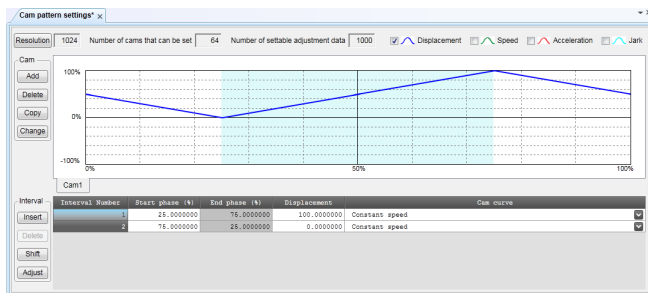 Cam pattern settings* x
Resolution 1024 Number of cams that can be set 64 Number of settable adjustment data 1000 Displacement Speed Acceleration Jark
Cam
Add
Delete
Copy
Change
100%
0%
-100%
0% 50% 100%
Cam1
Interval
Insert
Delete
Shift
Adjust
Interval Number Start phase (%) End phase (%) Displacement Cam curve
1 25.0000000 75.0000000 100.0000000 Constant speed
2 75.0000000 25.0000000 0.0000000 Constant speed